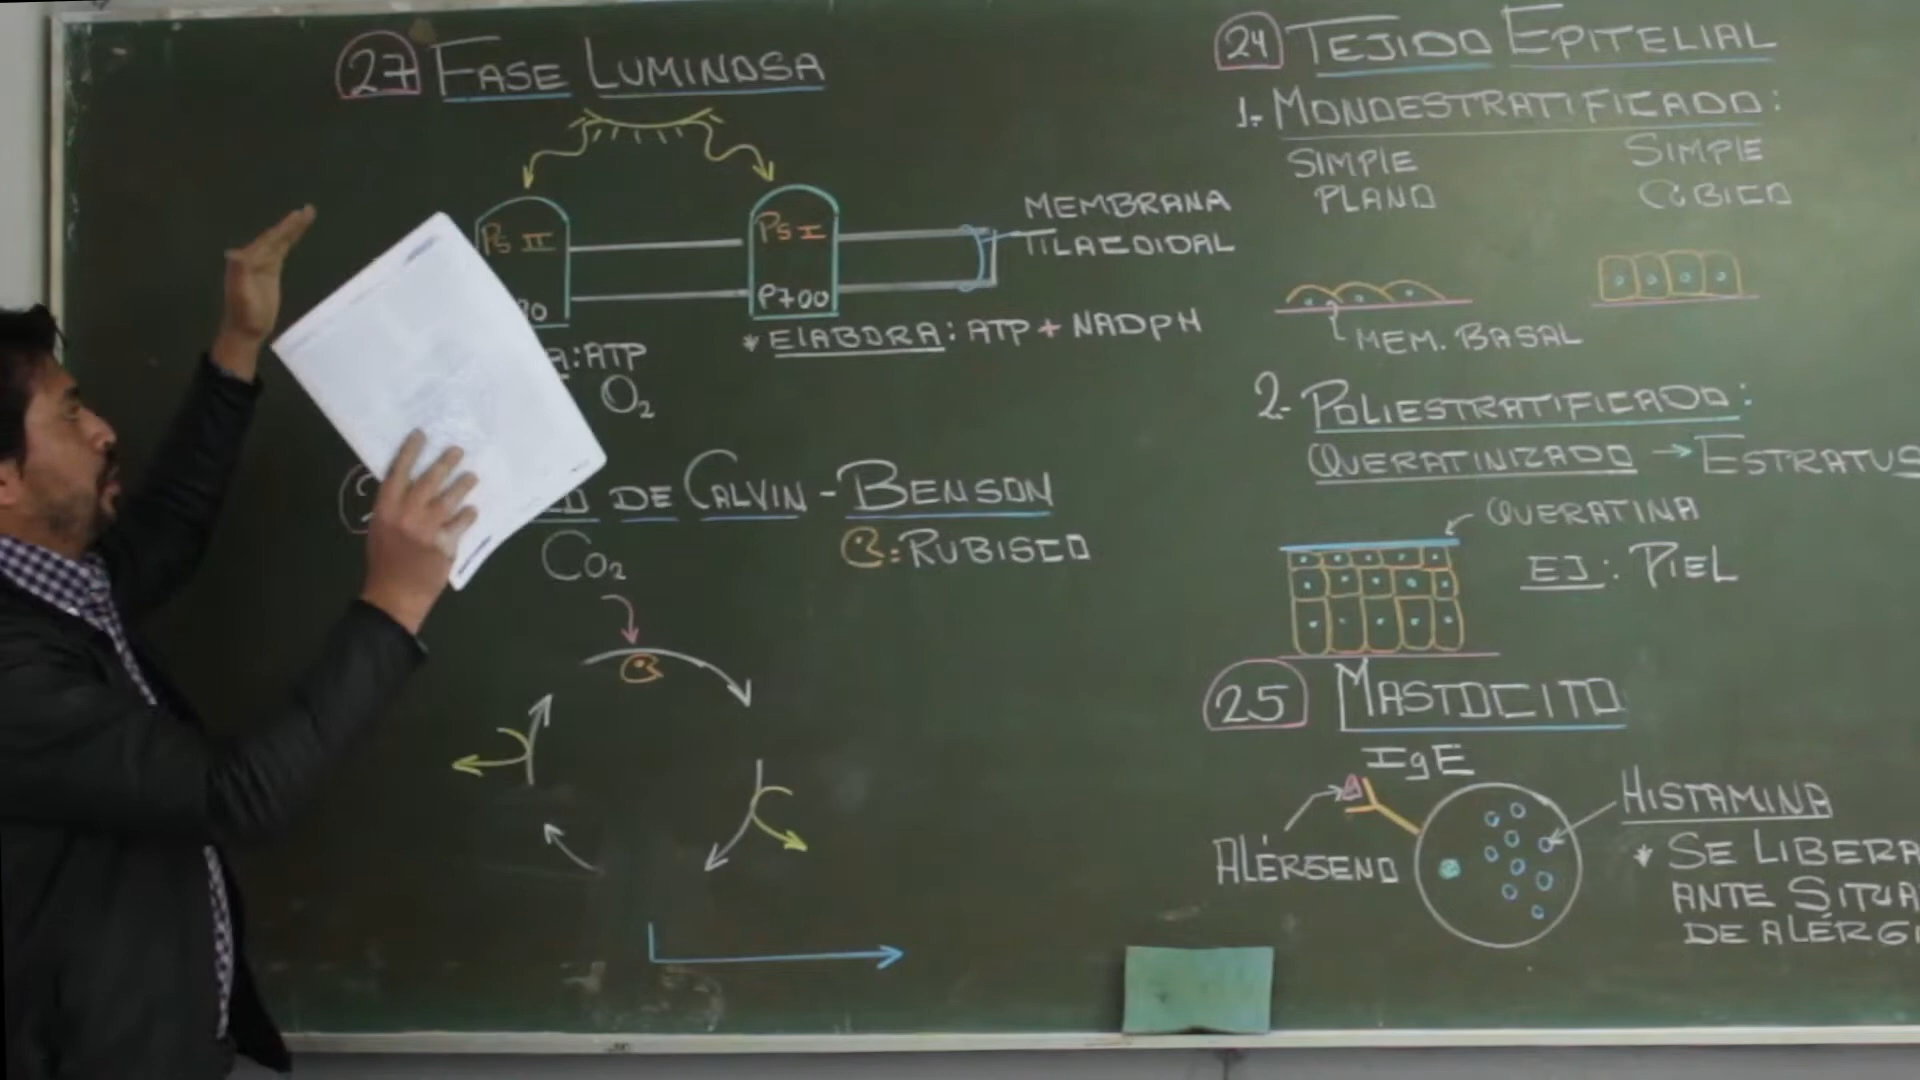 27 FASE LUMINOSA
PS II
PS I
P700
MEMBRANA
TILACOIDAL
* ELABORA: ATP + NADPH
:ATP
O2
DE CALVIN - BENSON
CO2
: RUBISCO
24 TEJIDO EPITELIAL
1.- MONOESTRATIFICADO:
SIMPLE
PLANO
SIMPLE
CÚBICO
MEM. BASAL
2.- POLIESTRATIFICADO:
QUERATINIZADO → ESTRATUS
QUERATINA
EJ: PIEL
25 MASTOCITO
IgE
ALÉRGENO
HISTAMINA
* SE LIBERA
ANTE SITUA
DE ALÉRGI